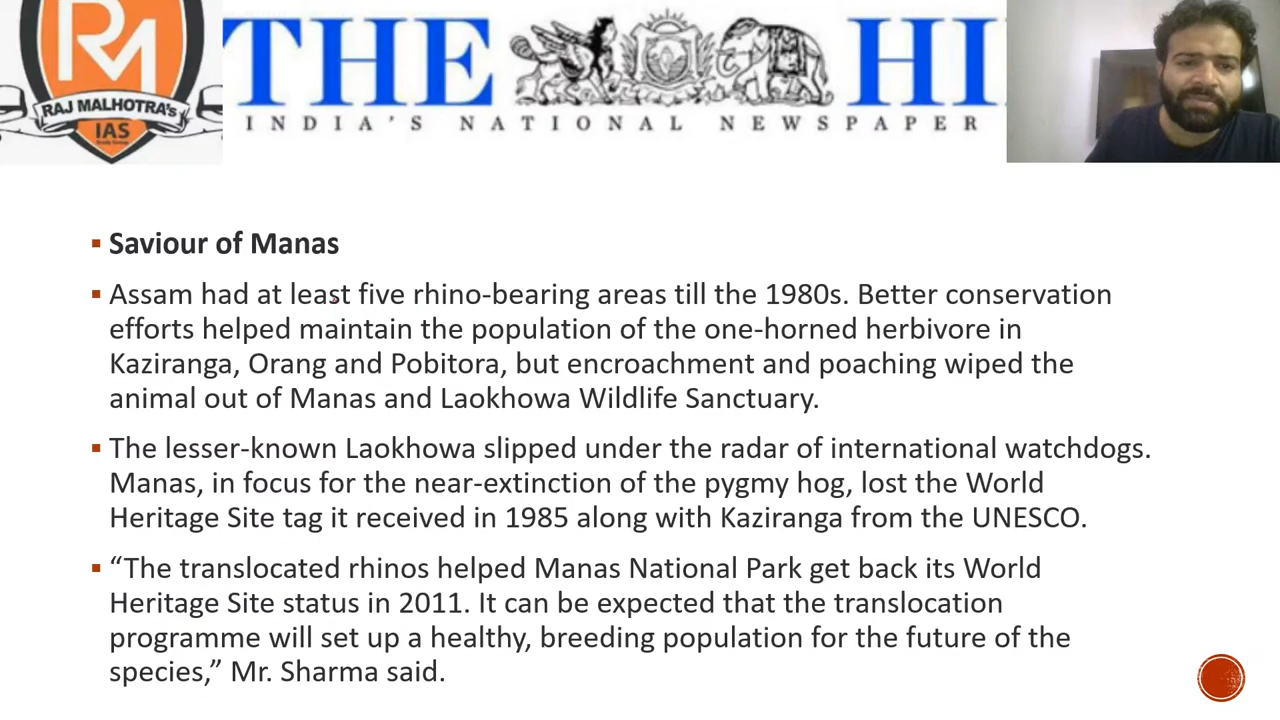 RM
RAJ MALHOTRA's
IAS
Study Group
THE HI
INDIA'S NATIONAL NEWSPAPER
Saviour of Manas
Assam had at least five rhino-bearing areas till the 1980s. Better conservation
efforts helped maintain the population of the one-horned herbivore in
Kaziranga, Orang and Pobitora, but encroachment and poaching wiped the
animal out of Manas and Laokhowa Wildlife Sanctuary.
The lesser-known Laokhowa slipped under the radar of international watchdogs.
Manas, in focus for the near-extinction of the pygmy hog, lost the World
Heritage Site tag it received in 1985 along with Kaziranga from the UNESCO.
“The translocated rhinos helped Manas National Park get back its World
Heritage Site status in 2011. It can be expected that the translocation
programme will set up a healthy, breeding population for the future of the
species,” Mr. Sharma said.